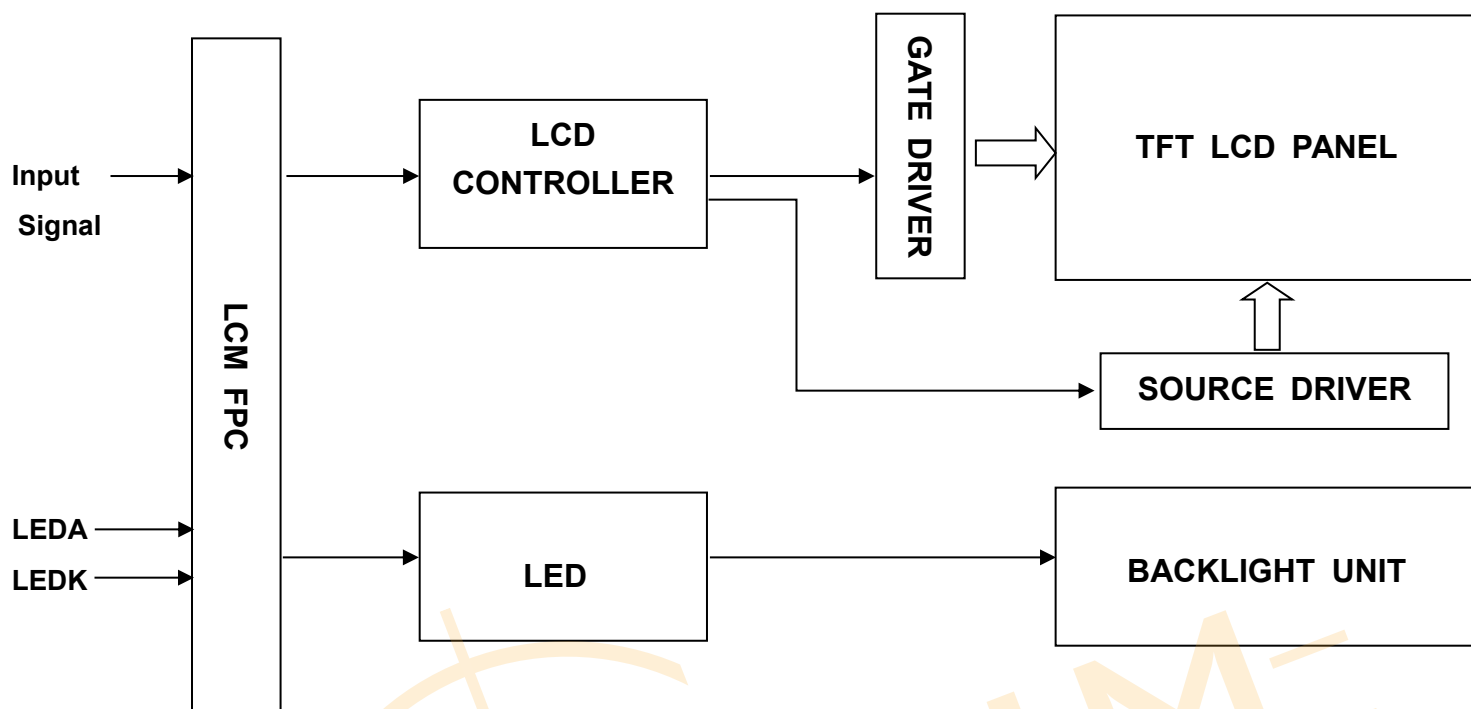 Input
Signal
LCM FPC
LEDA
LEDK
LCD
CONTROLLER
GATE DRIVER
TFT LCD PANEL
SOURCE DRIVER
LED
BACKLIGHT UNIT